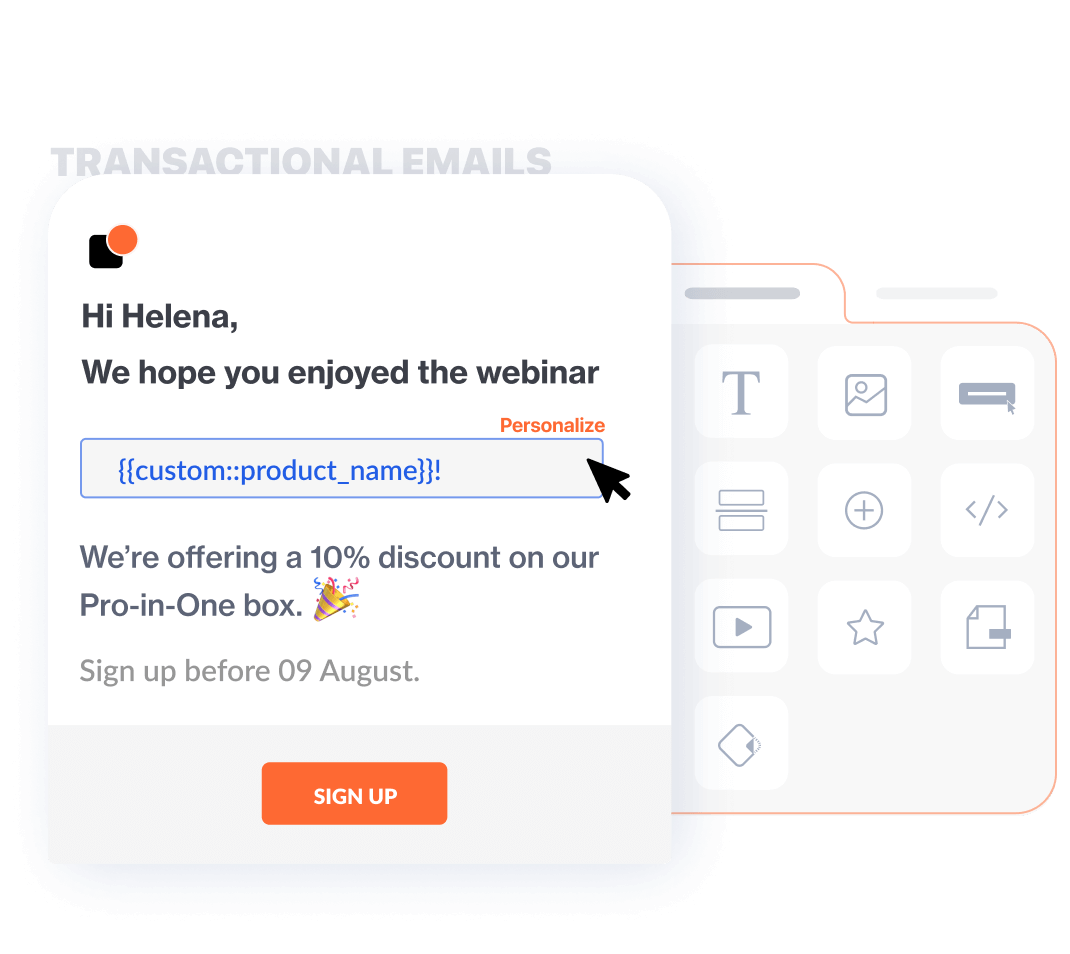 TRANSACTIONAL EMAILS
Hi Helena,
We hope you enjoyed the webinar
Personalize
{{custom::product_name}}!
We’re offering a 10% discount on our
Pro-in-One box. 🎉
Sign up before 09 August.
SIGN UP
T